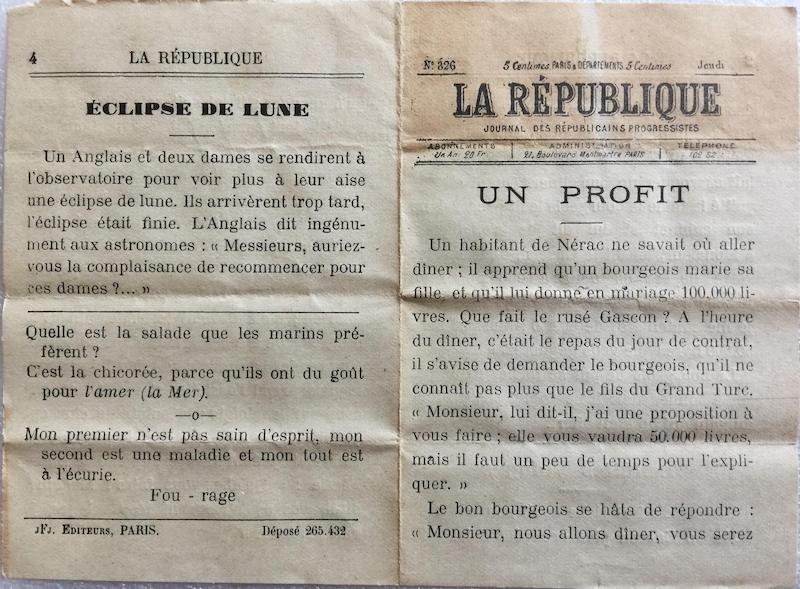 4 LA RÉPUBLIQUE
ÉCLIPSE DE LUNE
Un Anglais et deux dames se rendirent à
l'observatoire pour voir plus à leur aise
une éclipse de lune. Ils arrivèrent trop tard,
l'éclipse était finie. L'Anglais dit ingénu-
ment aux astronomes : « Messieurs, auriez-
vous la complaisance de recommencer pour
ces dames ?... »
Quelle est la salade que les marins pré-
fèrent ?
C'est la chicorée, parce qu'ils ont du goût
pour l'amer (la Mer).
—o—
Mon premier n'est pas sain d'esprit, mon
second est une maladie et mon tout est
à l'écurie.
Fou - rage
JFJ. EDITEURS, PARIS. Déposé 265.432
No 326 5 Centimes PARIS & DÉPARTEMENTS 5 Centimes Jeudi
LA RÉPUBLIQUE
JOURNAL DES RÉPUBLICAINS PROGRESSISTES
ABONNEMENTS ADMINISTRATION TÉLÉPHONE
Un An 20 Fr. 21, Boulevard Montmartre PARIS
UN PROFIT
Un habitant de Nérac ne savait où aller
dîner ; il apprend qu'un bourgeois marie sa
fille, et qu'il lui donne en mariage 100.000 li-
vres. Que fait le rusé Gascon ? A l'heure
du dîner, c'était le repas du jour de contrat,
il s'avise de demander le bourgeois, qu'il ne
connaît pas plus que le fils du Grand Turc.
« Monsieur, lui dit-il, j'ai une proposition à
vous faire ; elle vous vaudra 50.000 livres,
mais il faut un peu de temps pour l'expli-
quer. »
Le bon bourgeois se hâta de répondre :
« Monsieur, nous allons dîner, vous serez